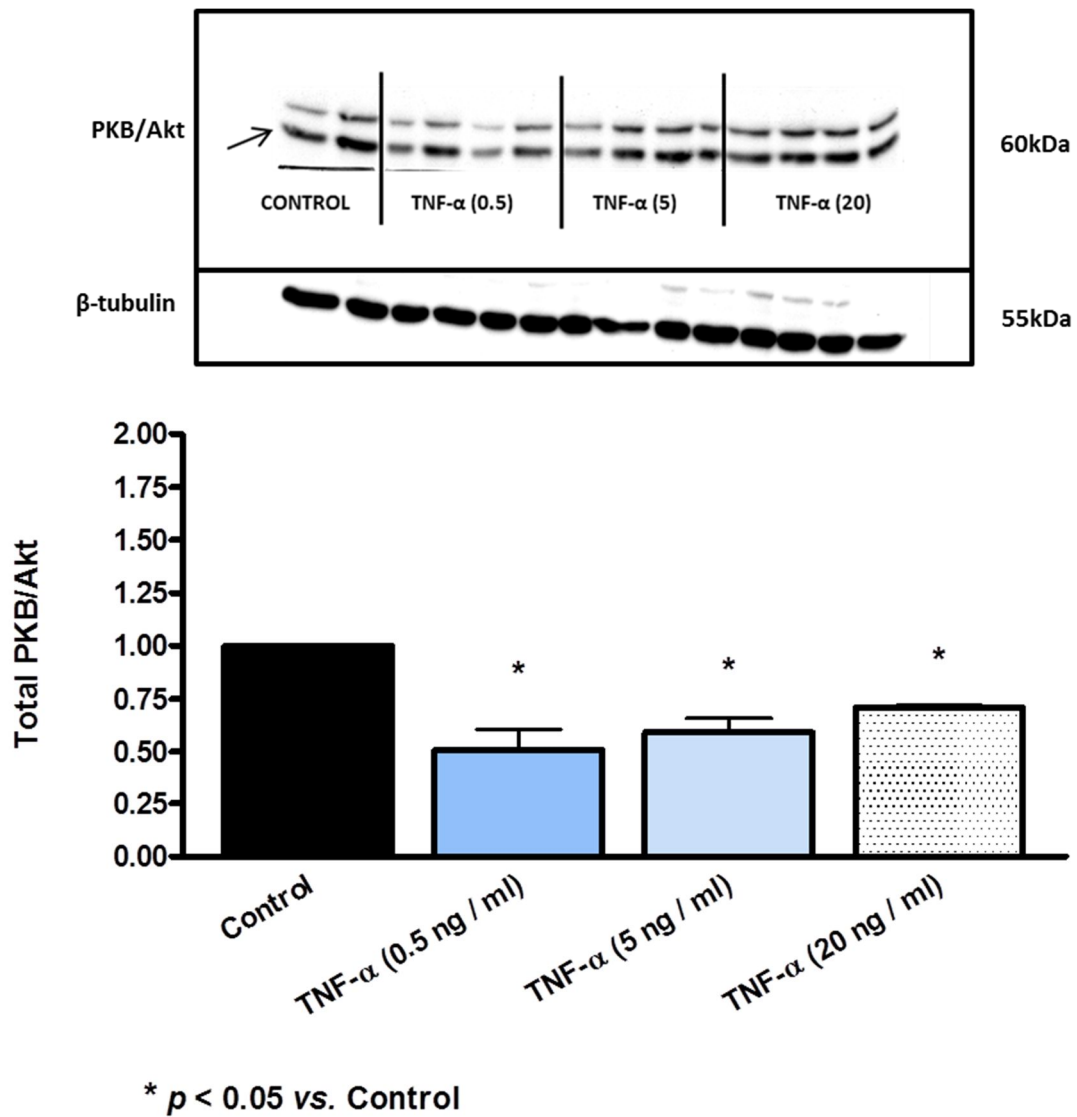 PKB/Akt
60kDa
CONTROL
TNF-α (0.5)
TNF-α (5)
TNF-α (20)
β-tubulin
55kDa
Total PKB/Akt
2.00
1.75
1.50
1.25
1.00
0.75
0.50
0.25
0.00
*
*
*
Control
TNF-α (0.5 ng / ml)
TNF-α (5 ng / ml)
TNF-α (20 ng / ml)
* p < 0.05 vs. Control